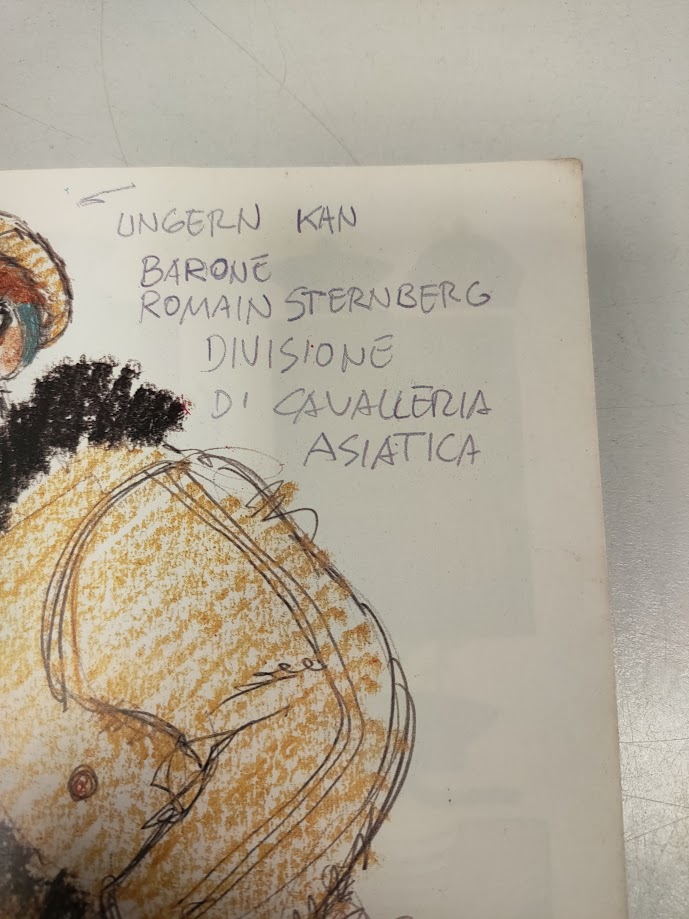 UNGERN KAN
BARONE
ROMAIN STERNBERG
DIVISIONE
DI CAVALLERIA
ASIATICA